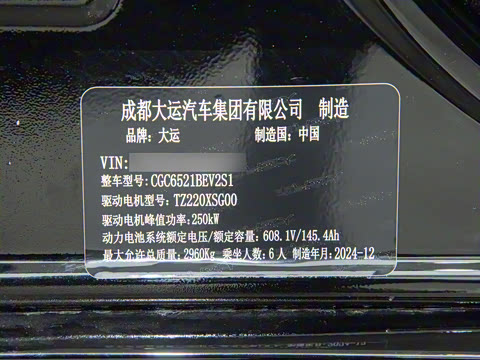 成都大运汽车集团有限公司 制造
品牌：大运 制造国：中国
VIN:
整车型号:CGC6521BEV2S1
驱动电机型号:TZ220XSG00
驱动电机峰值功率:250kW
动力电池系统额定电压/额定容量:608.1V/145.4Ah
最大允许总质量:2960Kg 乘坐人数:6人 制造年月:2024-12